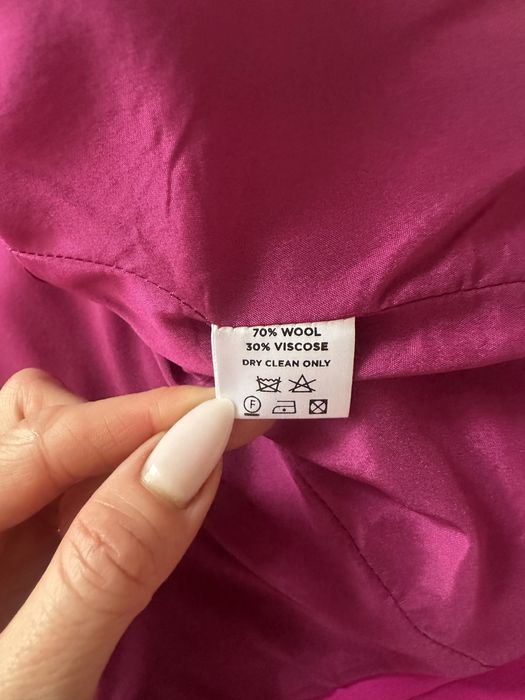 70% WOOL
30% VISCOSE
DRY CLEAN ONLY
F